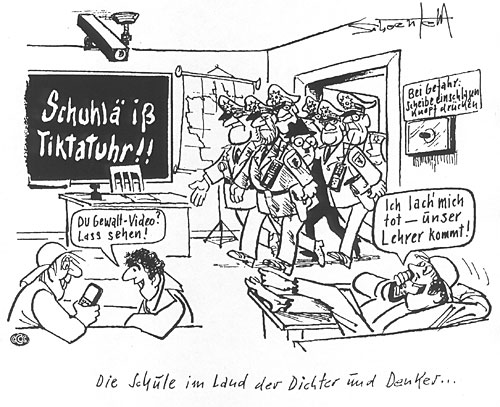 Schoenfeld
Schuhlä iß
Tiktatuhr!!
Bei Gefahr:
Scheibe einschlagen
Knopf drücken!
Du Gewalt-Video?
Lass sehen!
Ich lach' mich
tot – unser
Lehrer kommt!
Die Schule im Land der Dichter und Denker...